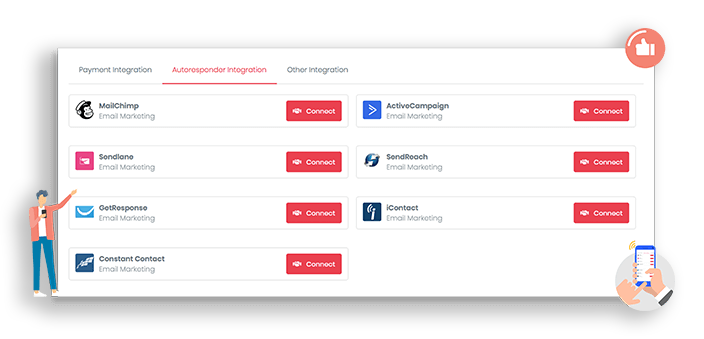 Payment Integration Autoresponder Integration Other Integration
MailChimp
Email Marketing
Connect
ActiveCampaign
Email Marketing
Connect
Sendlane
Email Marketing
Connect
SendReach
Email Marketing
Connect
GetResponse
Email Marketing
Connect
iContact
Email Marketing
Connect
Constant Contact
Email Marketing
Connect